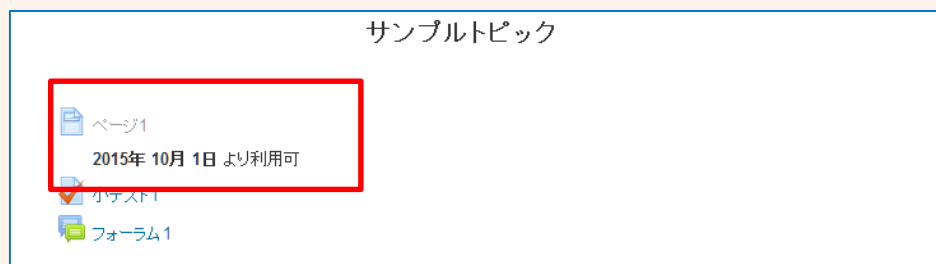 サンプルトピック
ページ1
2015年 10月 1日 より利用可
小テスト1
フォーラム1